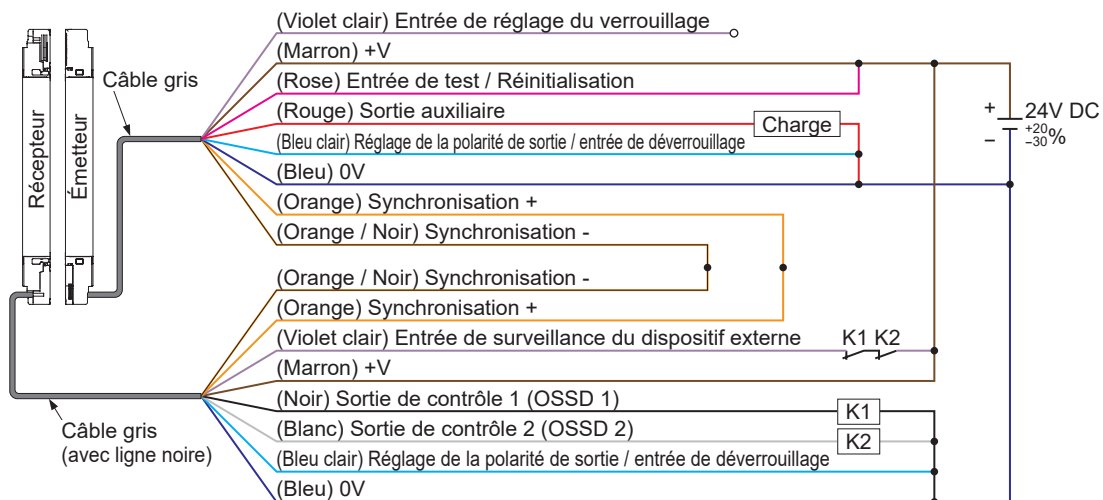 (Violet clair) Entrée de réglage du verrouillage
(Marron) +V
Câble gris
(Rose) Entrée de test / Réinitialisation
(Rouge) Sortie auxiliaire
Charge
+
24V DC
+20
−30 %
−
(Bleu clair) Réglage de la polarité de sortie / entrée de déverrouillage
Récepteur
Émetteur
(Bleu) 0V
(Orange) Synchronisation +
(Orange / Noir) Synchronisation -
(Orange / Noir) Synchronisation -
(Orange) Synchronisation +
(Violet clair) Entrée de surveillance du dispositif externe
K1 K2
(Marron) +V
(Noir) Sortie de contrôle 1 (OSSD 1)
K1
Câble gris
(avec ligne noire)
(Blanc) Sortie de contrôle 2 (OSSD 2)
K2
(Bleu clair) Réglage de la polarité de sortie / entrée de déverrouillage
(Bleu) 0V